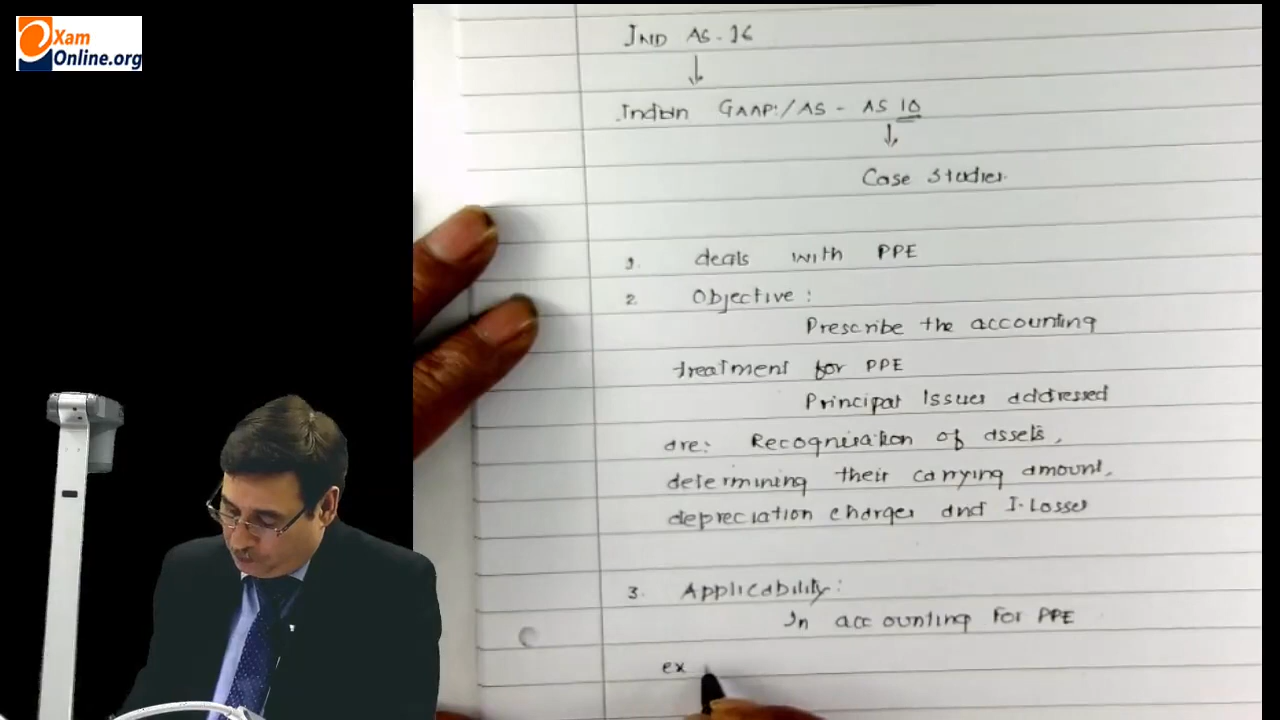 Xam
Online.org
IND AS-16
Indian GAAP:/AS - AS 10
Case Studies.
1. deals with PPE
2. Objective:
Prescribe the accounting
treatment for PPE
Principal Issues addressed
are: Recognisation of assets,
determining their carrying amount,
depreciation charges and I-Losses
3. Applicability:
In accounting for PPE
ex